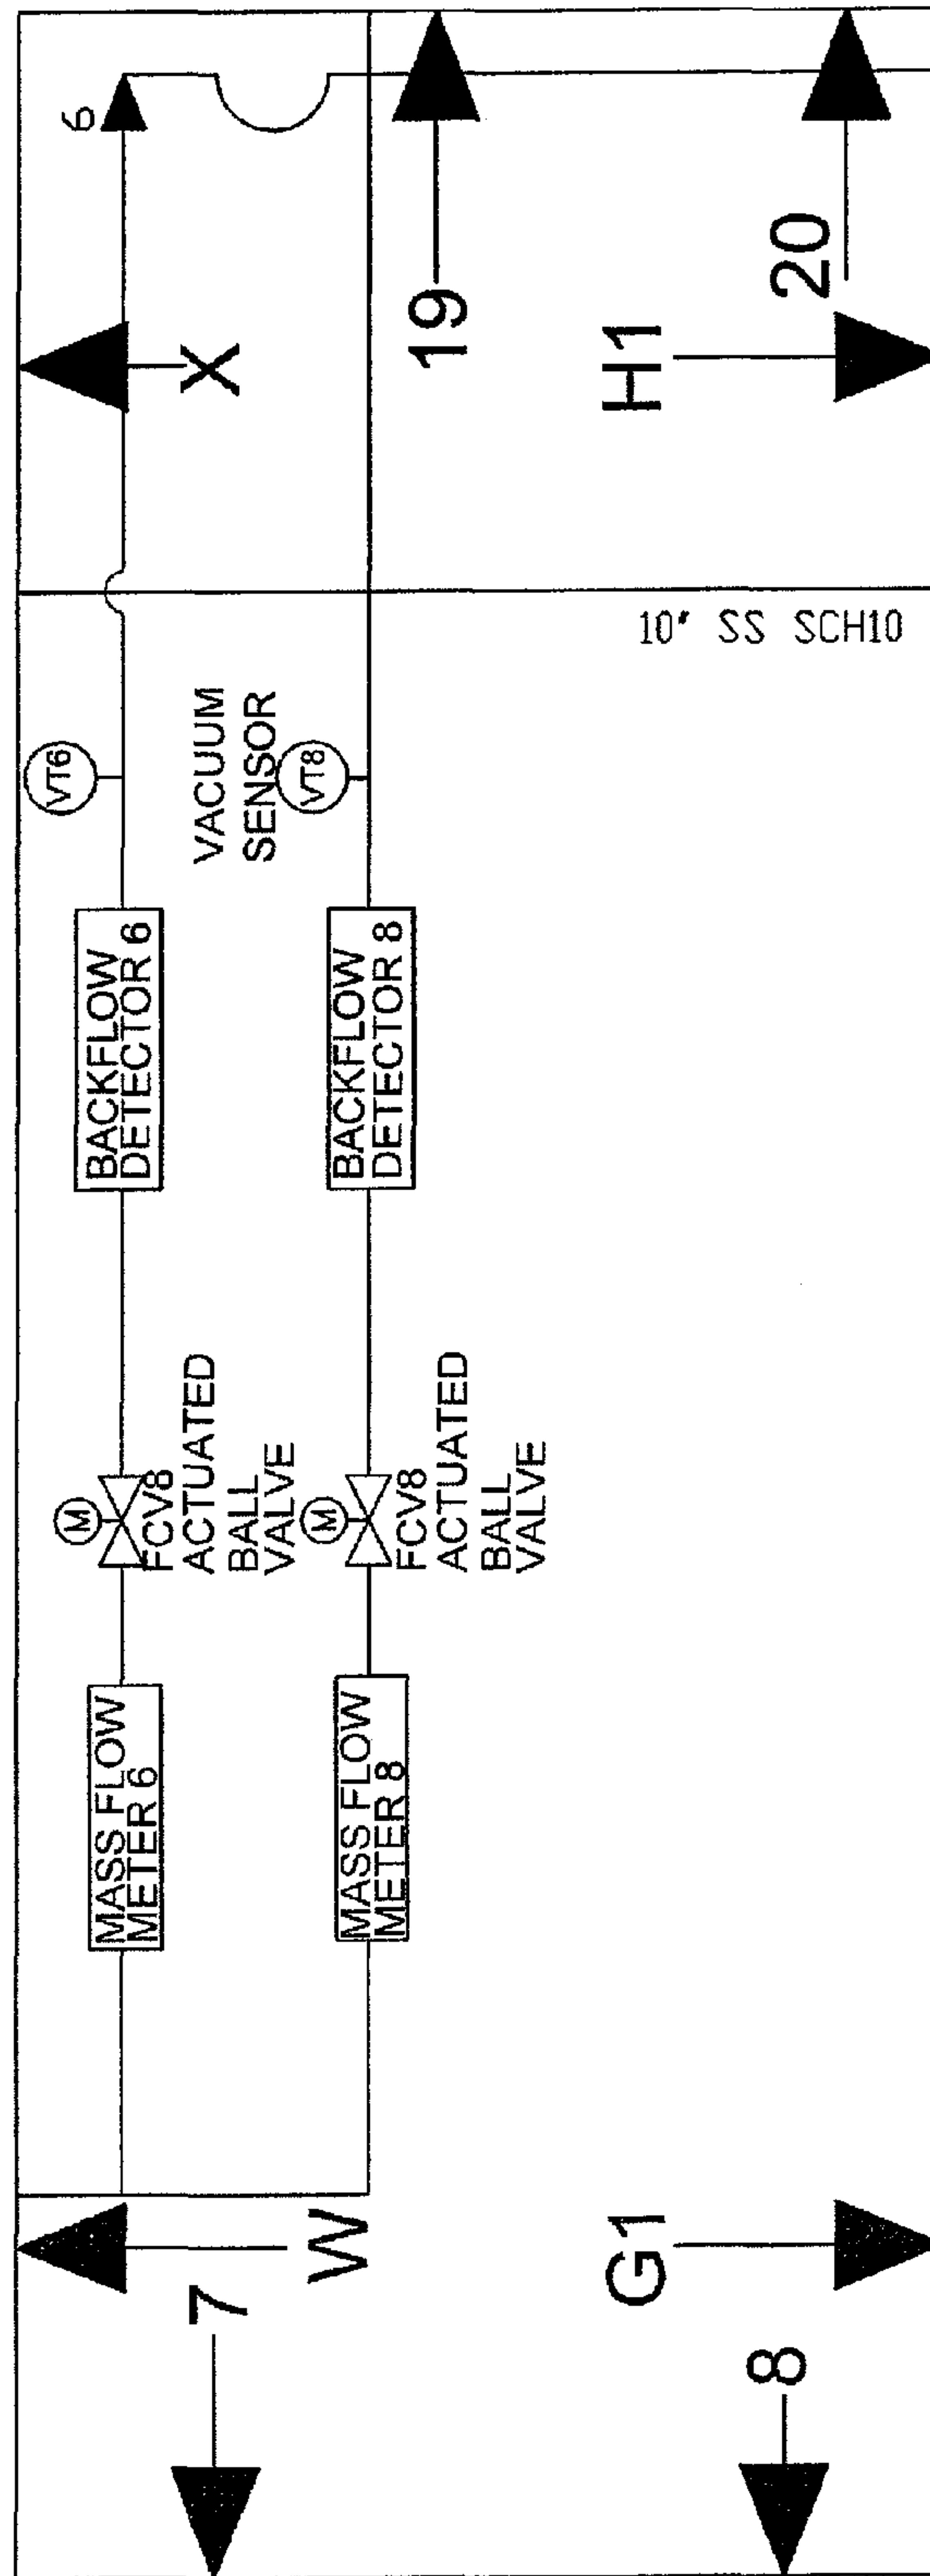 6
X
19
H1
20
10" SS SCH10
VT6
VACUUM
SENSOR
VT8
BACKFLOW
DETECTOR 6
BACKFLOW
DETECTOR 8
M
FCV8
ACTUATED
BALL
VALVE
M
FCV8
ACTUATED
BALL
VALVE
MASS FLOW
METER 6
MASS FLOW
METER 8
W
7
G1
8